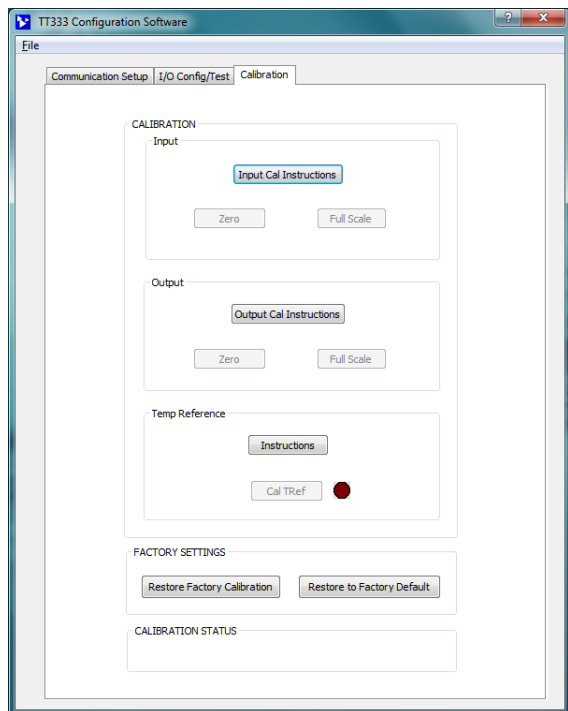 TT333 Configuration Software
?
X
File
Communication Setup I/O Config/Test Calibration
CALIBRATION
Input
Input Cal Instructions
Zero Full Scale
Output
Output Cal Instructions
Zero Full Scale
Temp Reference
Instructions
Cal TRef
FACTORY SETTINGS
Restore Factory Calibration Restore to Factory Default
CALIBRATION STATUS